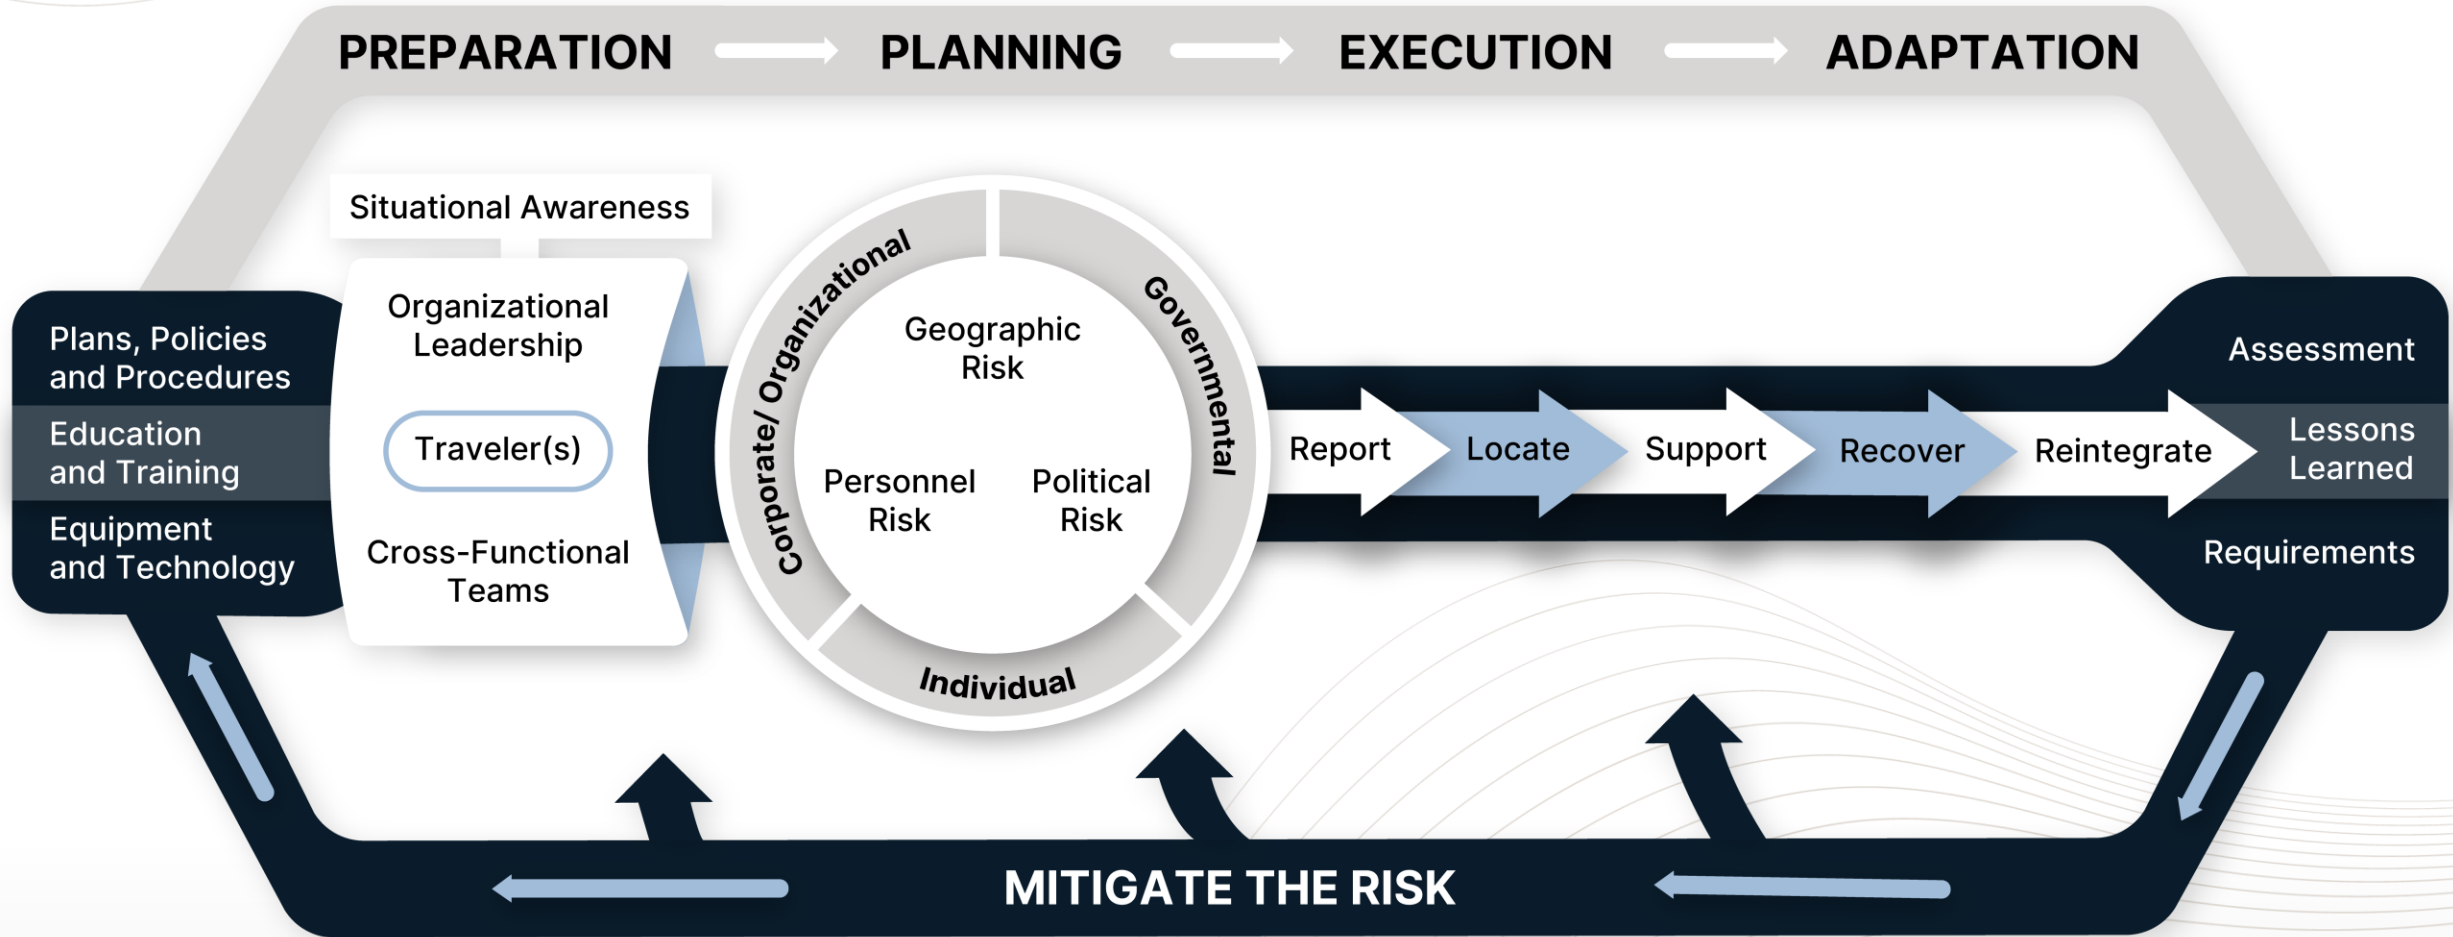 PREPARATION
PLANNING
EXECUTION
ADAPTATION
Situational Awareness
Plans, Policies
and Procedures
Education
and Training
Equipment
and Technology
Organizational
Leadership
Traveler(s)
Cross-Functional
Teams
Corporate/ Organizational
Governmental
Individual
Geographic
Risk
Personnel
Risk
Political
Risk
Report
Locate
Support
Recover
Reintegrate
Assessment
Lessons
Learned
Requirements
MITIGATE THE RISK